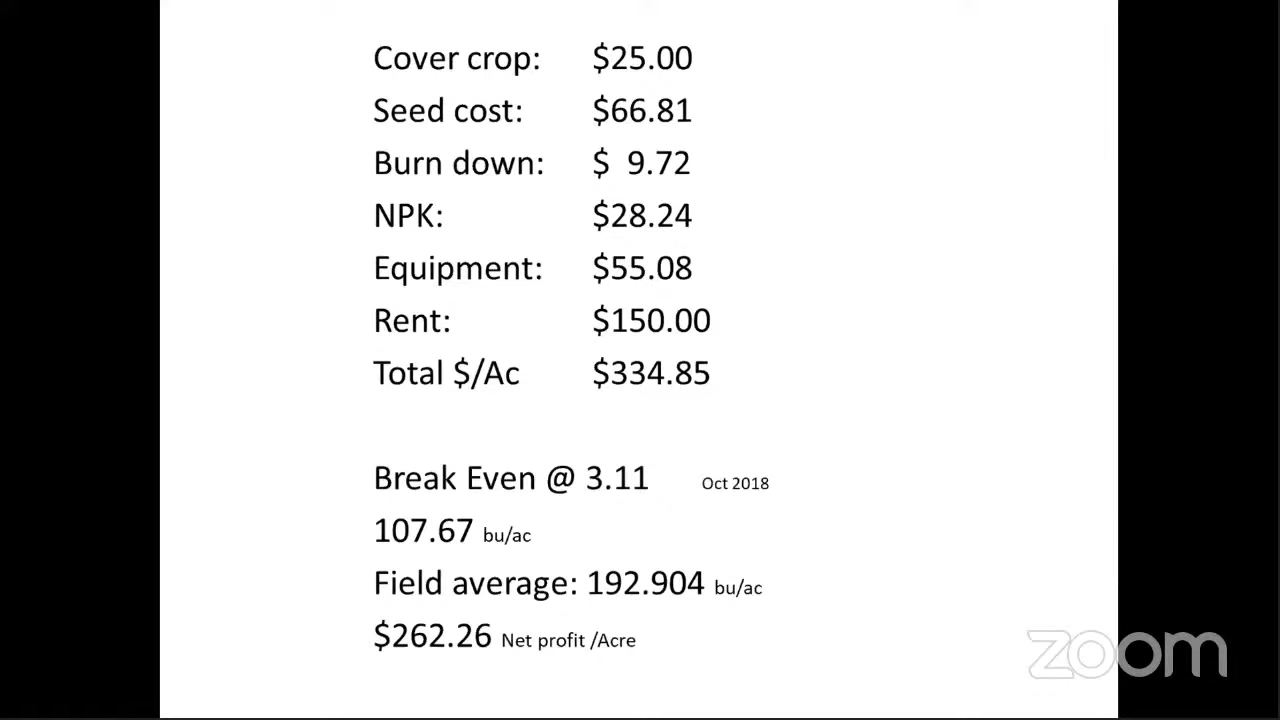 Cover crop: $25.00
Seed cost: $66.81
Burn down: $ 9.72
NPK: $28.24
Equipment: $55.08
Rent: $150.00
Total $/Ac $334.85
Break Even @ 3.11 Oct 2018
107.67 bu/ac
Field average: 192.904 bu/ac
$262.26 Net profit /Acre
zoom